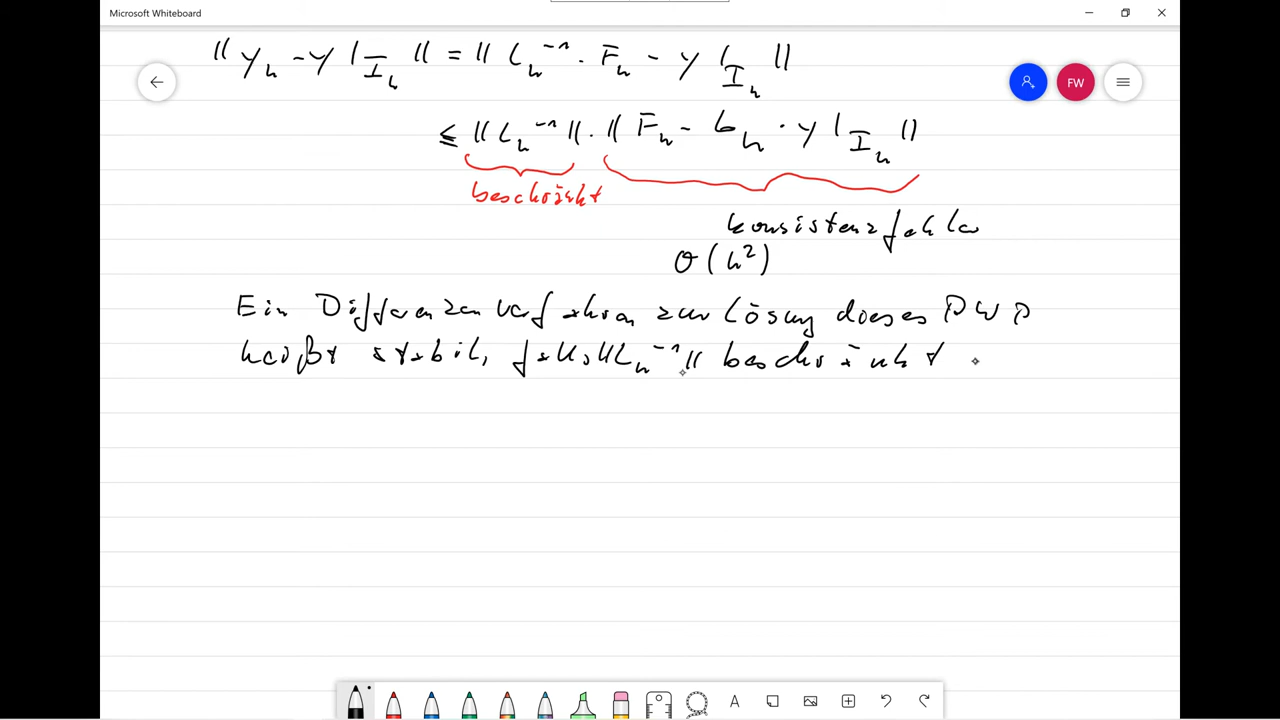 Microsoft Whiteboard
‖ y_h - y |_{I_h} ‖ = ‖ L_h^{-1} · F_h - y |_{I_h} ‖
FW
≤ ‖ L_h^{-1} ‖ · ‖ F_h - L_h · y |_{I_h} ‖
beschränkt
Konsistenzfehler
O(h²)
Ein Differenzenverfahren zur Lösung dieses RWP
heißt stabil, falls ‖L_h^{-1}‖ beschränkt
A